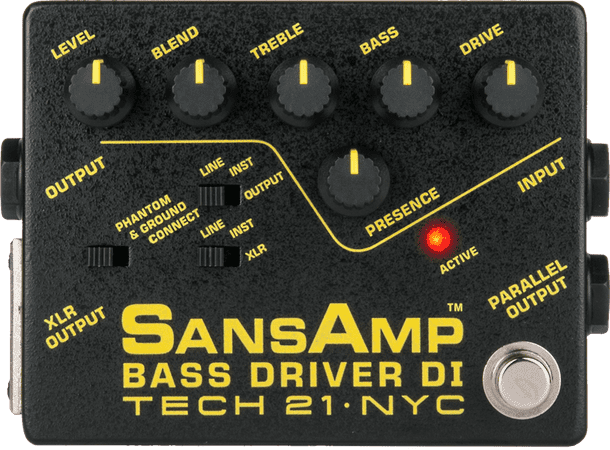 LEVEL
BLEND
TREBLE
BASS
DRIVE
OUTPUT
LINE INST
OUTPUT
PHANTOM
& GROUND
CONNECT
LINE INST
XLR
PRESENCE
INPUT
ACTIVE
XLR
OUTPUT
PARALLEL
OUTPUT
SANSAMP™
BASS DRIVER DI
TECH 21·NYC